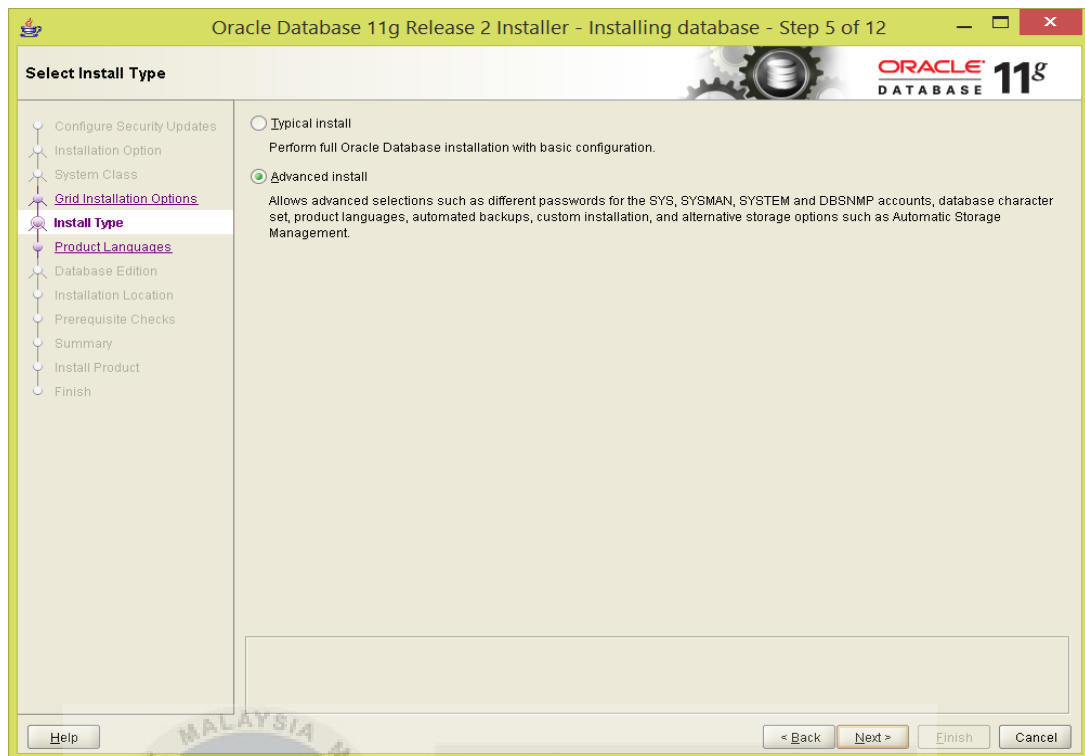 Oracle Database 11g Release 2 Installer - Installing database - Step 5 of 12
Select Install Type
ORACLE
DATABASE
11g
Configure Security Updates
Installation Option
System Class
Grid Installation Options
Install Type
Product Languages
Database Edition
Installation Location
Prerequisite Checks
Summary
Install Product
Finish
Typical install
Perform full Oracle Database installation with basic configuration.
Advanced install
Allows advanced selections such as different passwords for the SYS, SYSMAN, SYSTEM and DBSNMP accounts, database character
set, product languages, automated backups, custom installation, and alternative storage options such as Automatic Storage
Management.
MALAYSIA
Help
< Back
Next >
Finish
Cancel